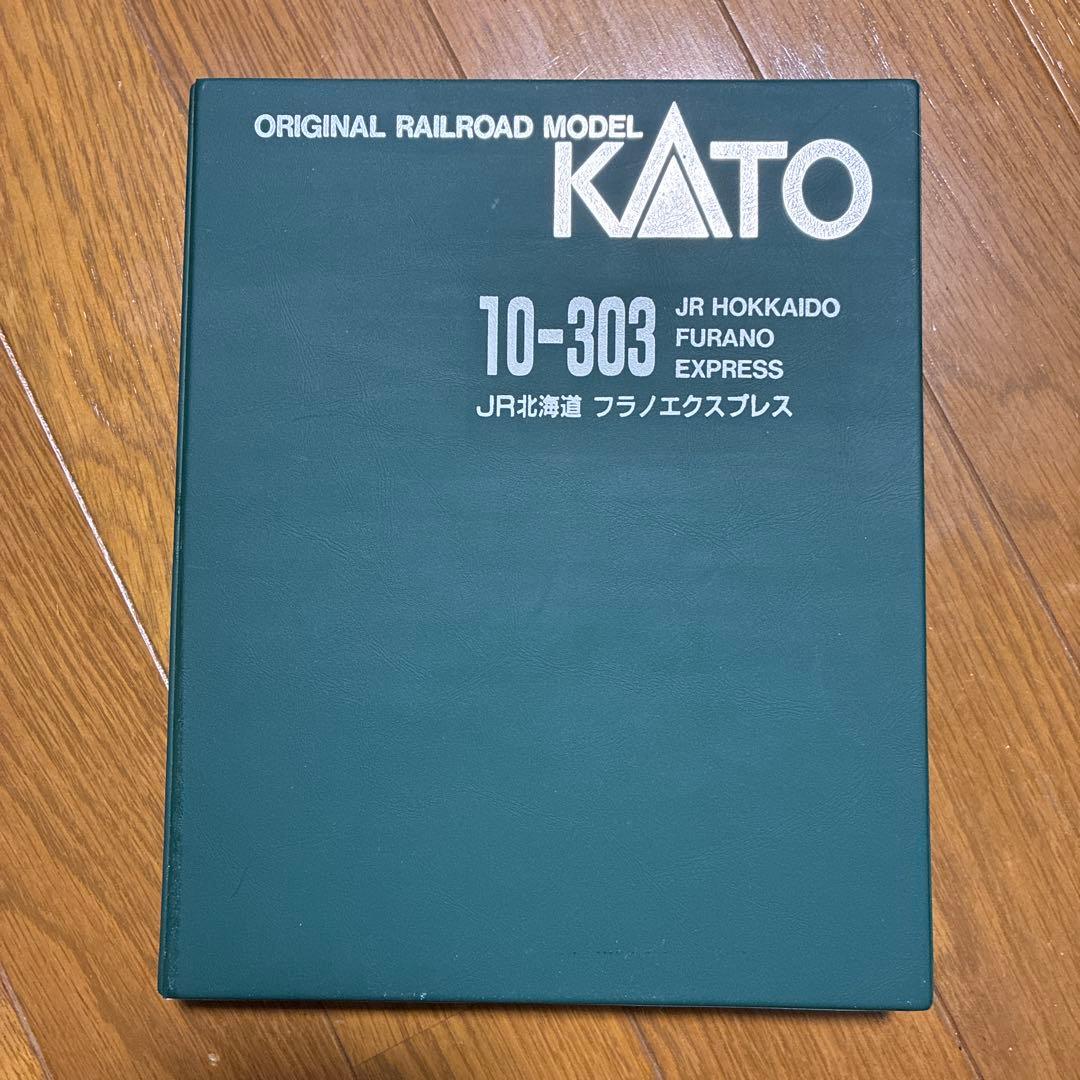 ORIGINAL RAILROAD MODEL
KATO
10-303
JR HOKKAIDO
FURANO
EXPRESS
JR北海道 フラノエクスプレス